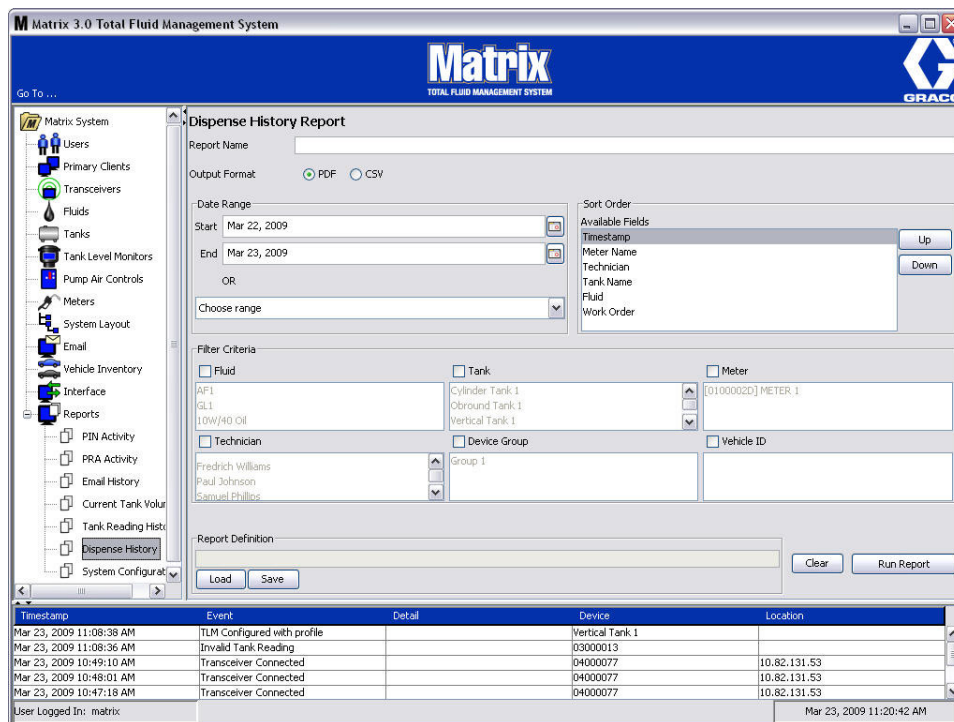 Matrix 3.0 Total Fluid Management System
Matrix
TOTAL FLUID MANAGEMENT SYSTEM
GRACO
Go To ...
Matrix System
Users
Primary Clients
Transceivers
Fluids
Tanks
Tank Level Monitors
Pump Air Controls
Meters
System Layout
Email
Vehicle Inventory
Interface
Reports
PIN Activity
PRA Activity
Email History
Current Tank Volum
Tank Reading Histo
Dispense History
System Configurat
Dispense History Report
Report Name
Output Format PDF CSV
Date Range
Start Mar 22, 2009
End Mar 23, 2009
OR
Choose range
Sort Order
Available Fields
Timestamp
Meter Name
Technician
Tank Name
Fluid
Work Order
Up
Down
Filter Criteria
Fluid
AF1
GL1
10W/40 Oil
Tank
Cylinder Tank 1
Obround Tank 1
Vertical Tank 1
Meter
[0100002D] METER 1
Technician
Fredrich Williams
Paul Johnson
Samuel Phillips
Device Group
Group 1
Vehicle ID
Report Definition
Load Save
Clear Run Report
Timestamp Event Detail Device Location
Mar 23, 2009 11:08:38 AM TLM Configured with profile Vertical Tank 1
Mar 23, 2009 11:08:36 AM Invalid Tank Reading 03000013
Mar 23, 2009 10:49:10 AM Transceiver Connected 04000077 10.82.131.53
Mar 23, 2009 10:48:01 AM Transceiver Connected 04000077 10.82.131.53
Mar 23, 2009 10:47:18 AM Transceiver Connected 04000077 10.82.131.53
User Logged In: matrix Mar 23, 2009 11:20:42 AM